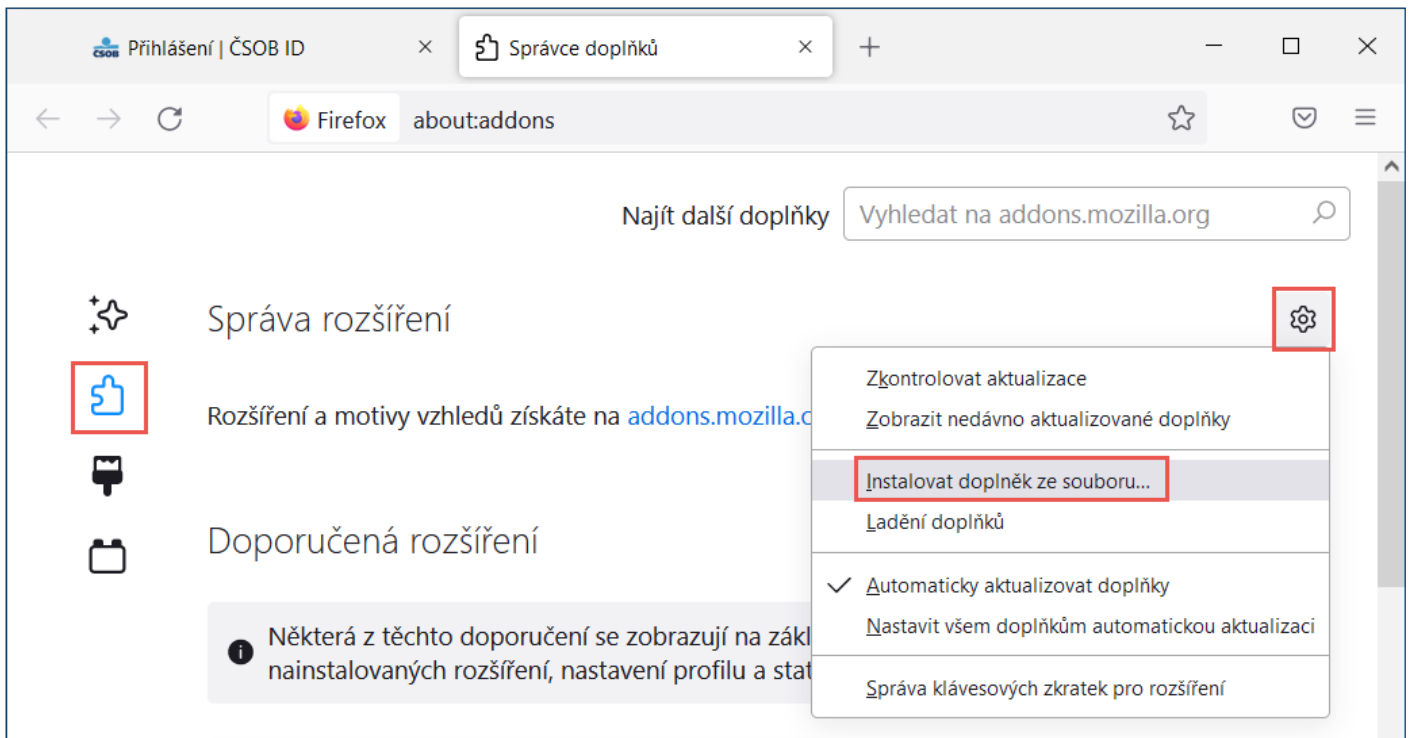 ČSOB Přihlášení | ČSOB ID
Správce doplňků
Firefox about:addons
Najít další doplňky Vyhledat na addons.mozilla.org
Správa rozšíření
Zkontrolovat aktualizace
Rozšíření a motivy vzhledů získáte na addons.mozilla.
Zobrazit nedávno aktualizované doplňky
Instalovat doplněk ze souboru...
Ladění doplňků
Doporučená rozšíření
Automaticky aktualizovat doplňky
Některá z těchto doporučení se zobrazují na zákl
Nastavit všem doplňkům automatickou aktualizaci
nainstalovaných rozšíření, nastavení profilu a stat
Správa klávesových zkratek pro rozšíření